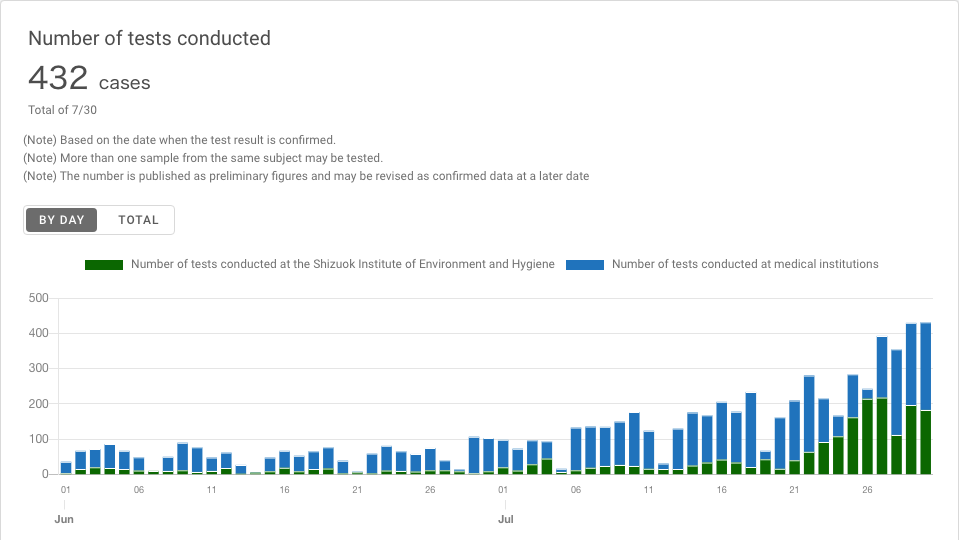 Number of tests conducted
432 cases
Total of 7/30
(Note) Based on the date when the test result is confirmed.
(Note) More than one sample from the same subject may be tested.
(Note) The number is published as preliminary figures and may be revised as confirmed data at a later date
BY DAY TOTAL
Number of tests conducted at the Shizuok Institute of Environment and Hygiene Number of tests conducted at medical institutions
500
400
300
200
100
0
01 06 11 16 21 26 01 06 11 16 21 26
Jun Jul